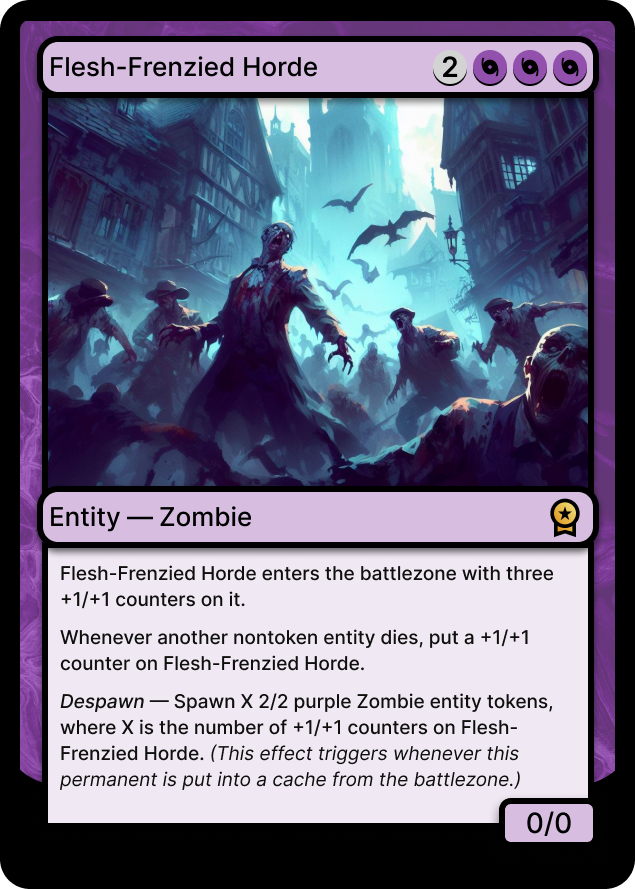 Flesh-Frenzied Horde 2
Entity — Zombie
Flesh-Frenzied Horde enters the battlezone with three
+1/+1 counters on it.
Whenever another nontoken entity dies, put a +1/+1
counter on Flesh-Frenzied Horde.
Despawn — Spawn X 2/2 purple Zombie entity tokens,
where X is the number of +1/+1 counters on Flesh-
Frenzied Horde. (This effect triggers whenever this
permanent is put into a cache from the battlezone.)
0/0